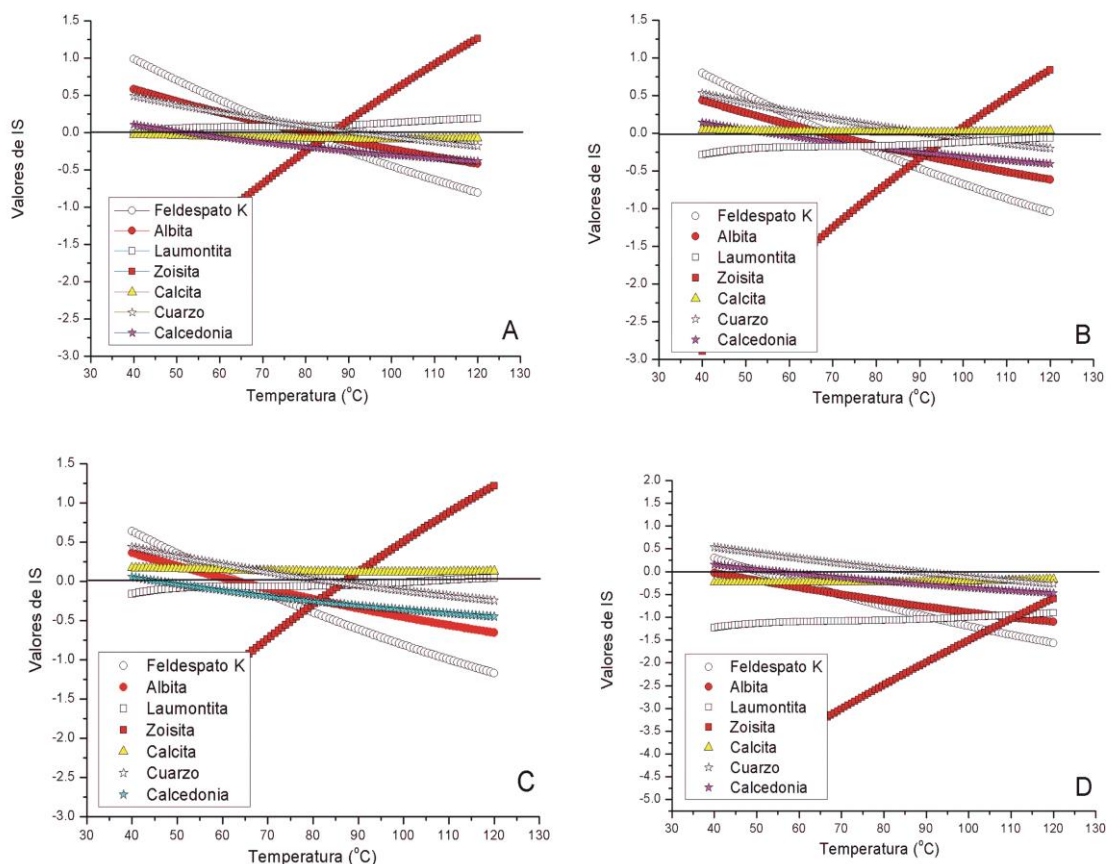 1.5
1.0
0.5
0.0
-0.5
-1.0
-1.5
-2.0
-2.5
-3.0
Valores de IS
Feldespato K
Albita
Laumontita
Zoisita
Calcita
Cuarzo
Calcedonia
A
30 40 50 60 70 80 90 100 110 120 130
Temperatura (°C)
1.5
1.0
0.5
0.0
-0.5
-1.0
-1.5
-2.0
-2.5
-3.0
Valores de IS
Feldespato K
Albita
Laumontita
Zoisita
Calcita
Cuarzo
Calcedonia
B
30 40 50 60 70 80 90 100 110 120 130
Temperatura (°C)
1.5
1.0
0.5
0.0
-0.5
-1.0
-1.5
-2.0
-2.5
-3.0
Valores de IS
Feldespato K
Albita
Laumontita
Zoisita
Calcita
Cuarzo
Calcedonia
C
30 40 50 60 70 80 90 100 110 120 130
Temperatura (°C)
2.0
1.5
1.0
0.5
0.0
-0.5
-1.0
-1.5
-2.0
-2.5
-3.0
-3.5
-4.0
-4.5
-5.0
Valores de IS
Feldespato K
Albita
Laumontita
Zoisita
Calcita
Cuarzo
Calcedonia
D
30 40 50 60 70 80 90 100 110 120 130
Temperatura (°C)